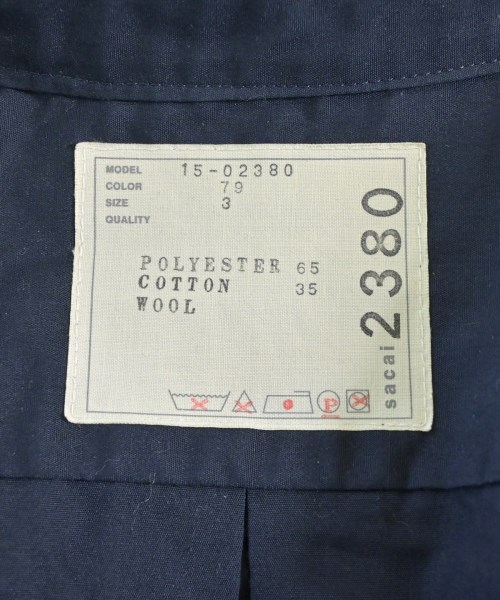 MODEL 15-02380
COLOR 79
SIZE 3
QUALITY
POLYESTER 65
COTTON 35
WOOL
P
sacai 2380